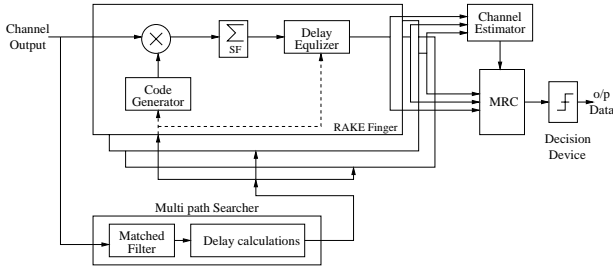 Channel
Output
×
Σ
SF
Delay
Equlizer
Code
Generator
RAKE Finger
Channel
Estimator
MRC
o/p
Data
Decision
Device
Multi path Searcher
Matched
Filter
Delay calculations